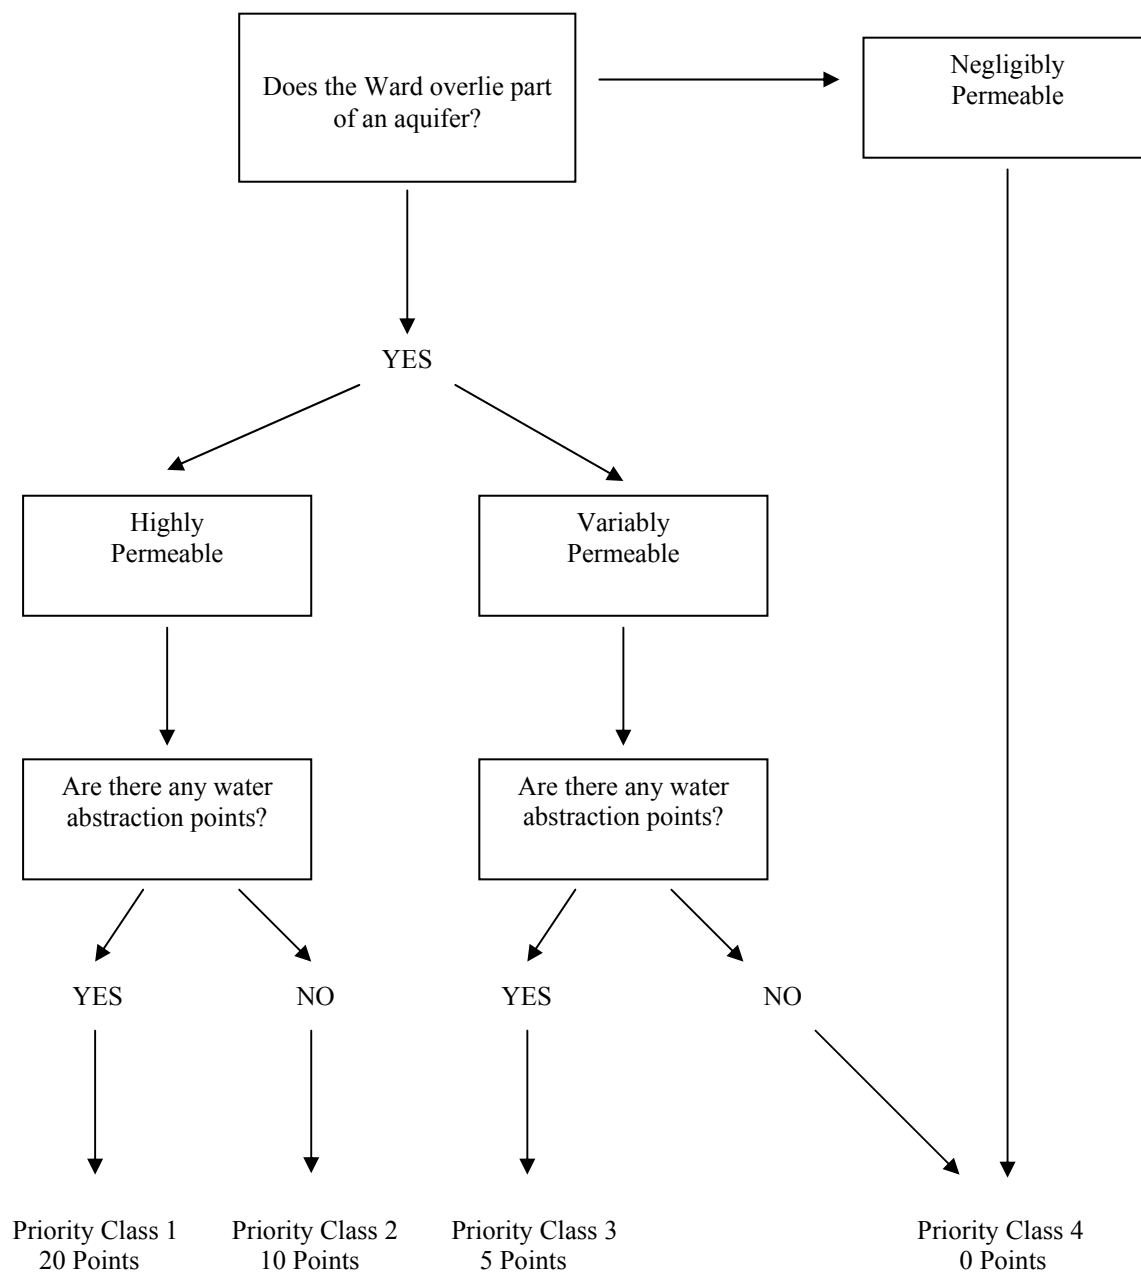 Does the Ward overlie part
of an aquifer?
Negligibly
Permeable
YES
Highly
Permeable
Variably
Permeable
Are there any water
abstraction points?
Are there any water
abstraction points?
YES
NO
YES
NO
Priority Class 1
20 Points
Priority Class 2
10 Points
Priority Class 3
5 Points
Priority Class 4
0 Points